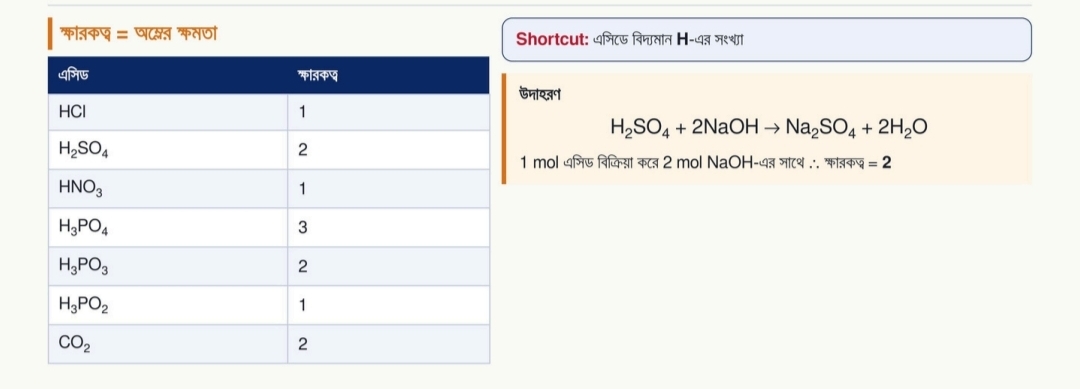 ক্ষারকত্ব = অম্লের ক্ষমতা
এসিড ক্ষারকত্ব
HCl 1
H₂SO₄ 2
HNO₃ 1
H₃PO₄ 3
H₃PO₃ 2
H₃PO₂ 1
CO₂ 2
Shortcut: এসিডে বিদ্যমান H-এর সংখ্যা
উদাহরণ
H₂SO₄ + 2NaOH → Na₂SO₄ + 2H₂O
1 mol এসিড বিক্রিয়া করে 2 mol NaOH-এর সাথে ∴ ক্ষারকত্ব = 2